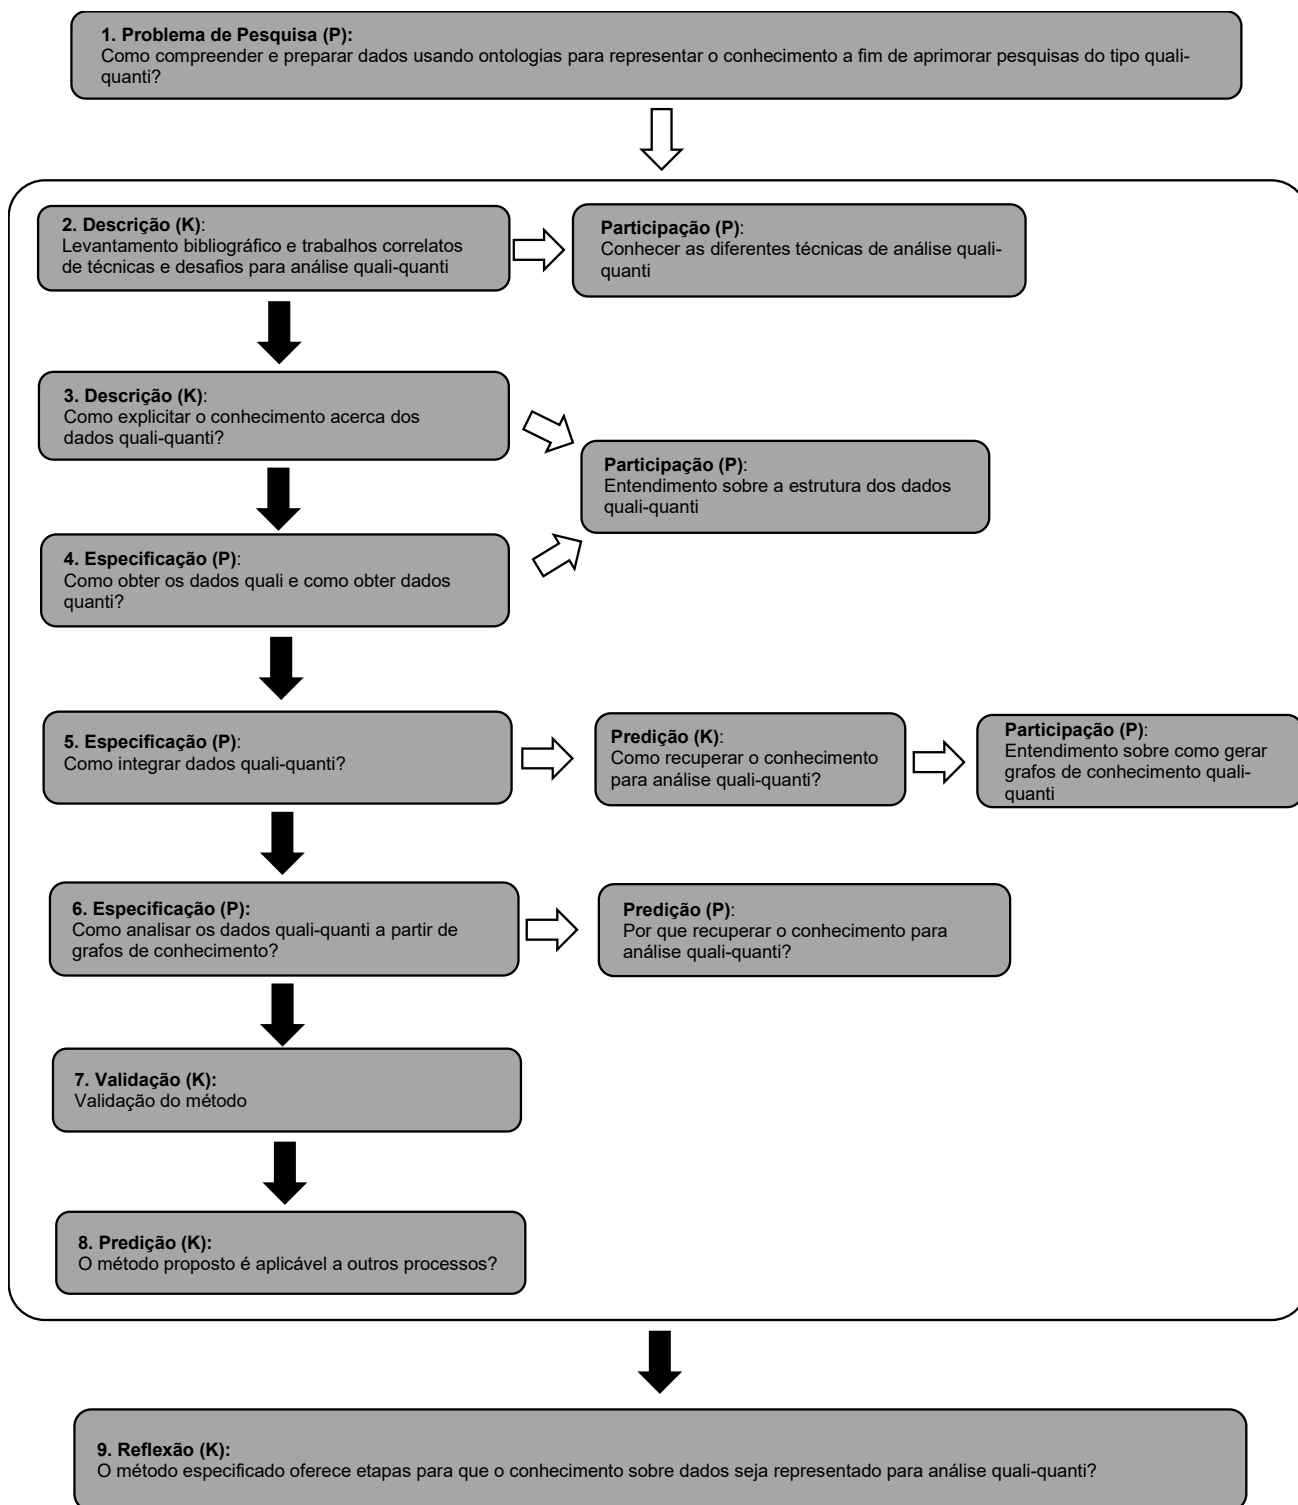 1. Problema de Pesquisa (P):
Como compreender e preparar dados usando ontologias para representar o conhecimento a fim de aprimorar pesquisas do tipo quali-
quanti?
2. Descrição (K):
Levantamento bibliográfico e trabalhos correlatos
de técnicas e desafios para análise quali-quanti
Participação (P):
Conhecer as diferentes técnicas de análise quali-
quanti
3. Descrição (K):
Como explicitar o conhecimento acerca dos
dados quali-quanti?
Participação (P):
Entendimento sobre a estrutura dos dados
quali-quanti
4. Especificação (P):
Como obter os dados quali e como obter dados
quanti?
5. Especificação (P):
Como integrar dados quali-quanti?
Predição (K):
Como recuperar o conhecimento
para análise quali-quanti?
Participação (P):
Entendimento sobre como gerar
grafos de conhecimento quali-
quanti
6. Especificação (P):
Como analisar os dados quali-quanti a partir de
grafos de conhecimento?
Predição (P):
Por que recuperar o conhecimento para
análise quali-quanti?
7. Validação (K):
Validação do método
8. Predição (K):
O método proposto é aplicável a outros processos?
9. Reflexão (K):
O método especificado oferece etapas para que o conhecimento sobre dados seja representado para análise quali-quanti?